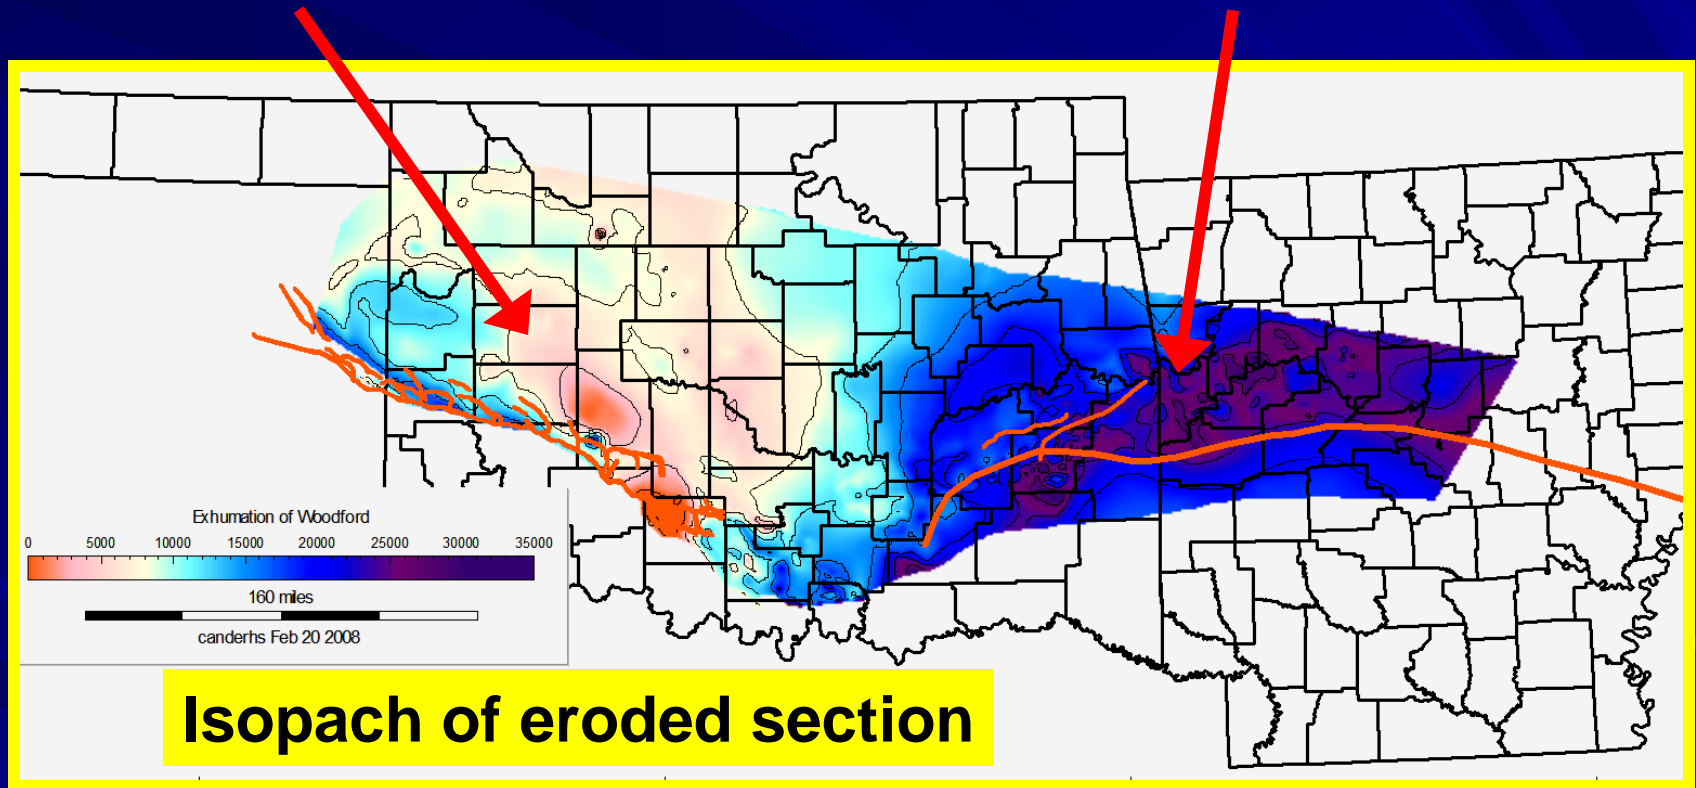 Exhumation of Woodford
0 5000 10000 15000 20000 25000 30000 35000
160 miles
canderhs Feb 20 2008
Isopach of eroded section